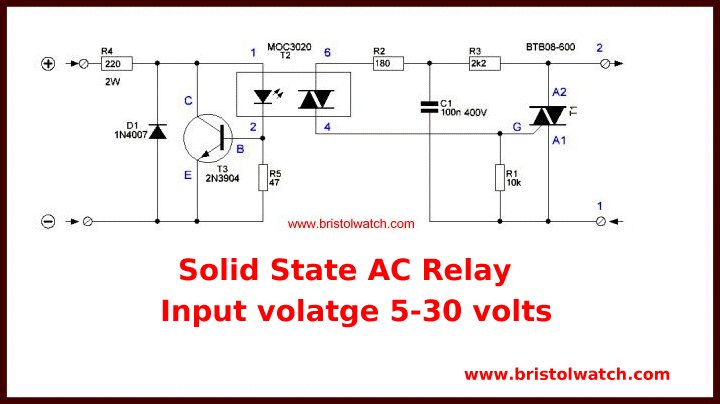 R4
220
2W
MOC3020
T2
1
6
R2
180
R3
2k2
BTB08-600
2
C
D1
1N4007
E
B
T3
2N3904
2
R5
47
4
C1
100n 400V
A2
T1
G
A1
R1
10k
1
www.bristolwatch.com
Solid State AC Relay
Input volatge 5-30 volts
www.bristolwatch.com